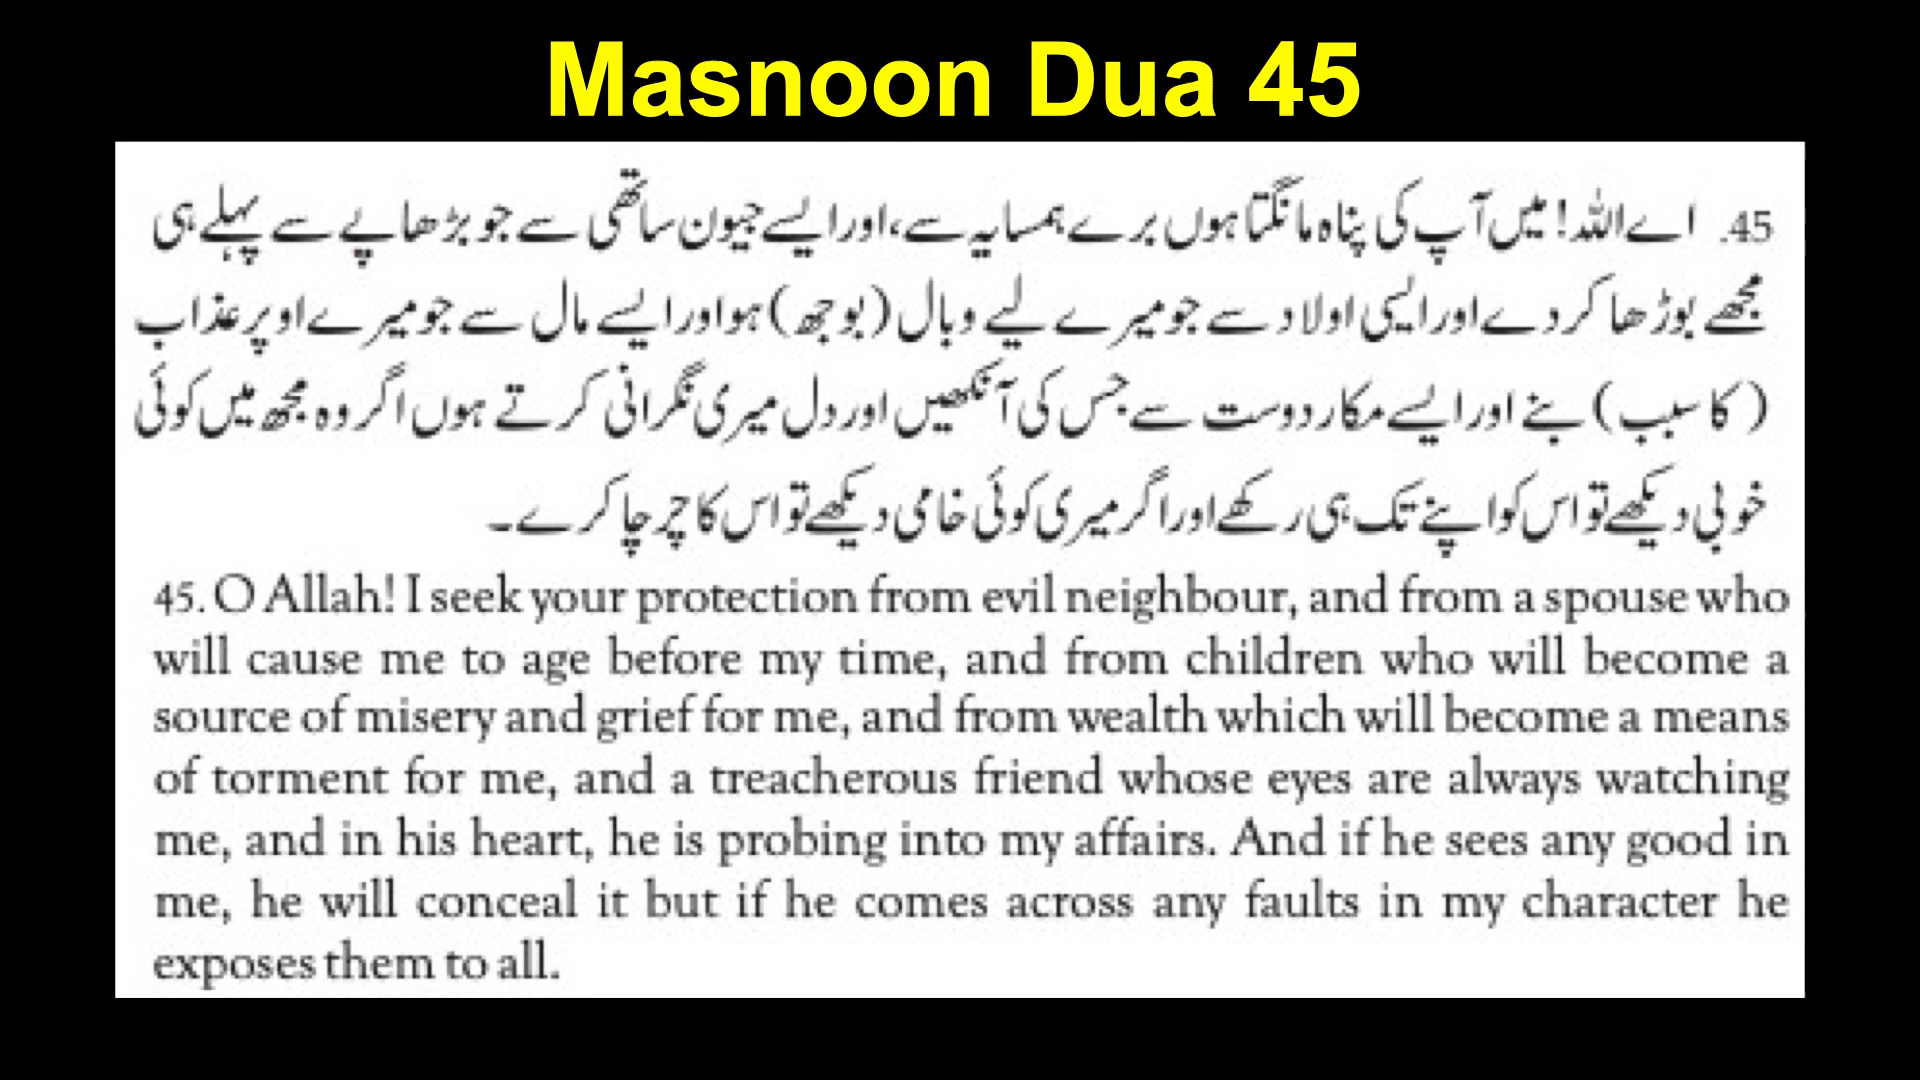 Masnoon Dua 45
45. اے اللہ! میں آپ کی پناہ مانگتا ہوں برے ہمسایہ سے، اور ایسے جیون ساتھی سے جو بڑھاپے سے پہلے ہی
مجھے بوڑھا کر دے اور ایسی اولاد سے جو میرے لیے وبال (بوجھ) ہو اور ایسے مال سے جو میرے اوپر عذاب
(کا سبب) بنے اور ایسے مکار دوست سے جس کی آنکھیں اور دل میری نگرانی کرتے ہوں اگر وہ مجھ میں کوئی
خوبی دیکھے تو اس کو اپنے تک ہی رکھے اور اگر میری کوئی خامی دیکھے تو اس کا چرچا کرے۔
45. O Allah! I seek your protection from evil neighbour, and from a spouse who
will cause me to age before my time, and from children who will become a
source of misery and grief for me, and from wealth which will become a means
of torment for me, and a treacherous friend whose eyes are always watching
me, and in his heart, he is probing into my affairs. And if he sees any good in
me, he will conceal it but if he comes across any faults in my character he
exposes them to all.